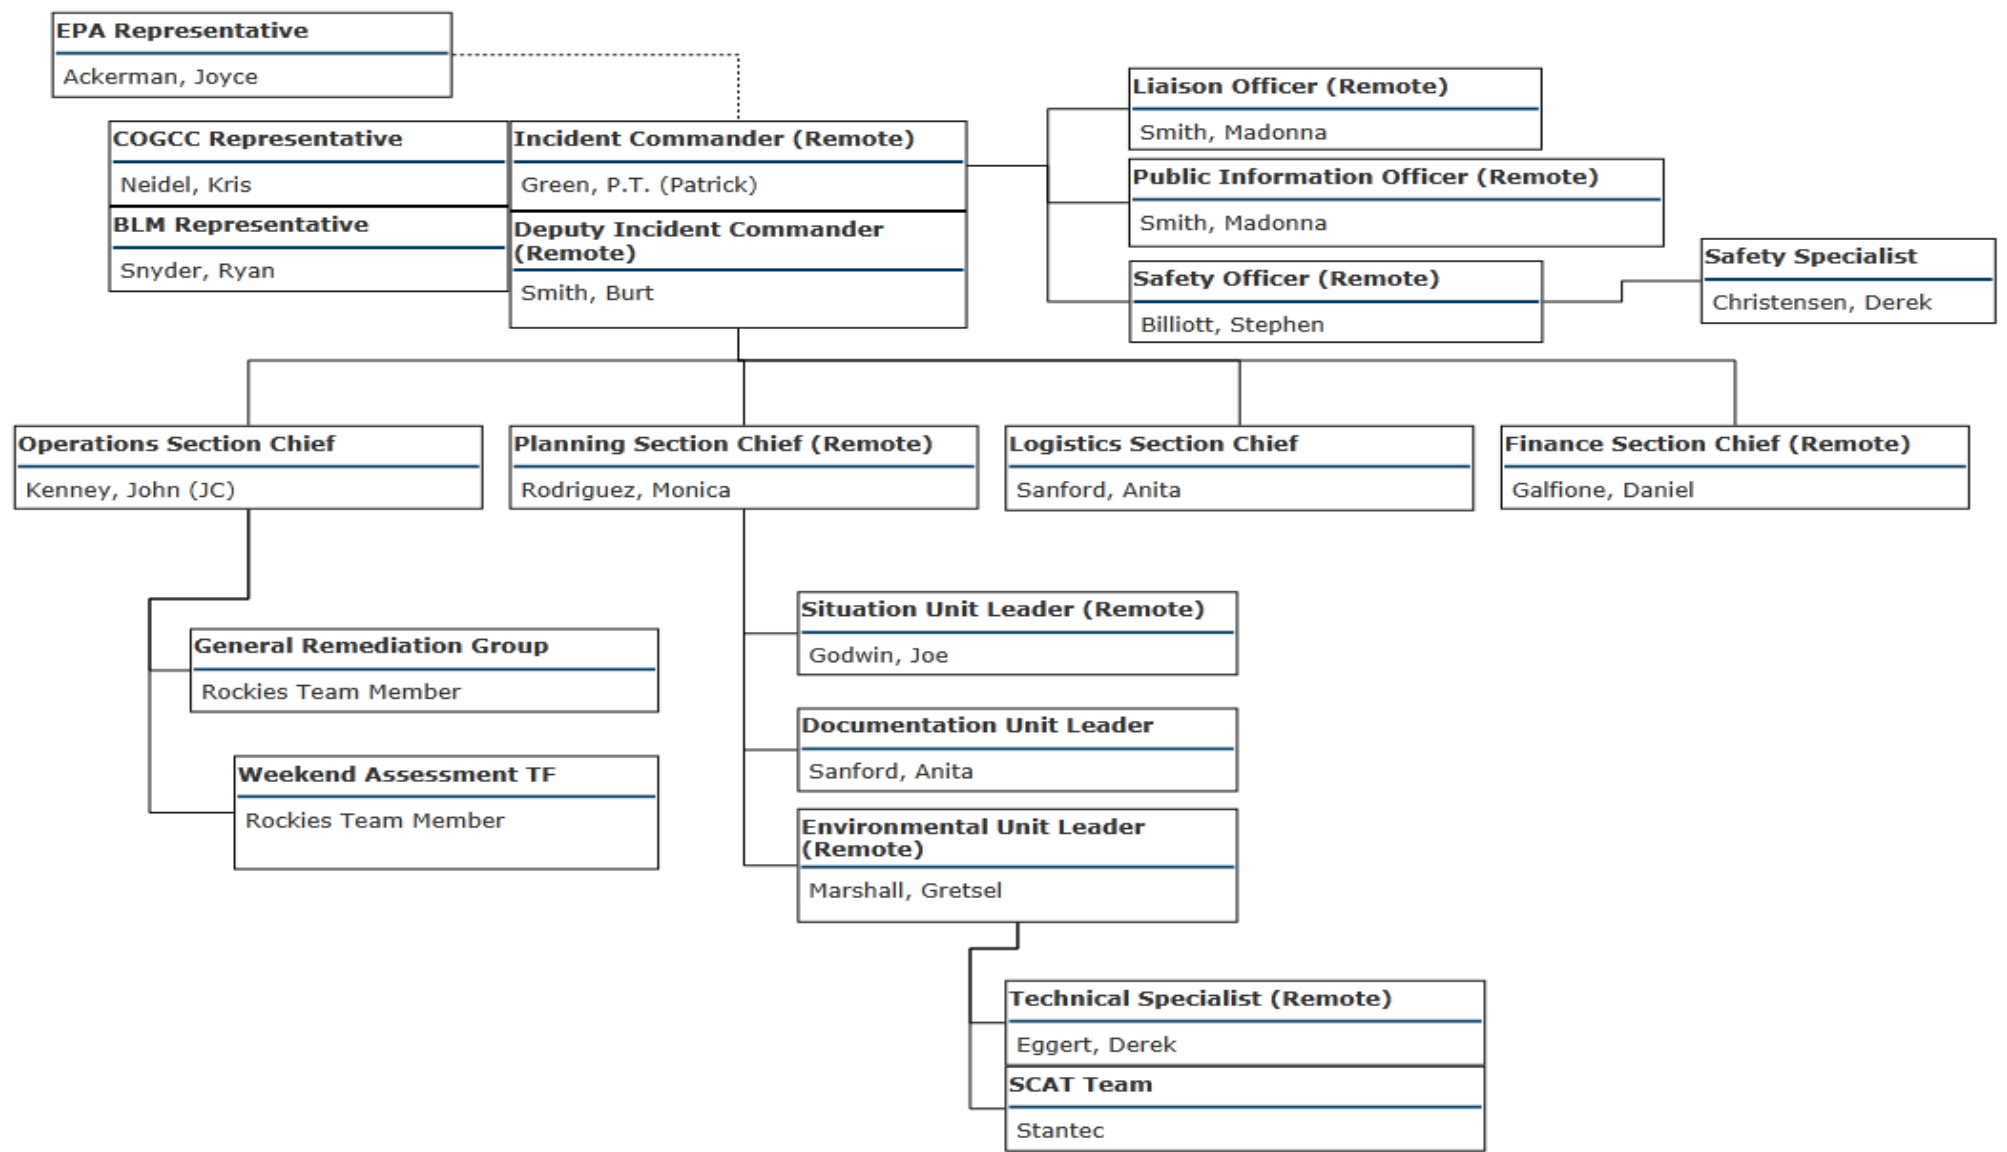 EPA Representative
Ackerman, Joyce
COGCC Representative
Neidel, Kris
BLM Representative
Snyder, Ryan
Incident Commander (Remote)
Green, P.T. (Patrick)
Deputy Incident Commander
(Remote)
Smith, Burt
Liaison Officer (Remote)
Smith, Madonna
Public Information Officer (Remote)
Smith, Madonna
Safety Officer (Remote)
Billiott, Stephen
Safety Specialist
Christensen, Derek
Operations Section Chief
Kenney, John (JC)
Planning Section Chief (Remote)
Rodriguez, Monica
Logistics Section Chief
Sanford, Anita
Finance Section Chief (Remote)
Galfione, Daniel
General Remediation Group
Rockies Team Member
Weekend Assessment TF
Rockies Team Member
Situation Unit Leader (Remote)
Godwin, Joe
Documentation Unit Leader
Sanford, Anita
Environmental Unit Leader
(Remote)
Marshall, Gretsel
Technical Specialist (Remote)
Eggert, Derek
SCAT Team
Stantec